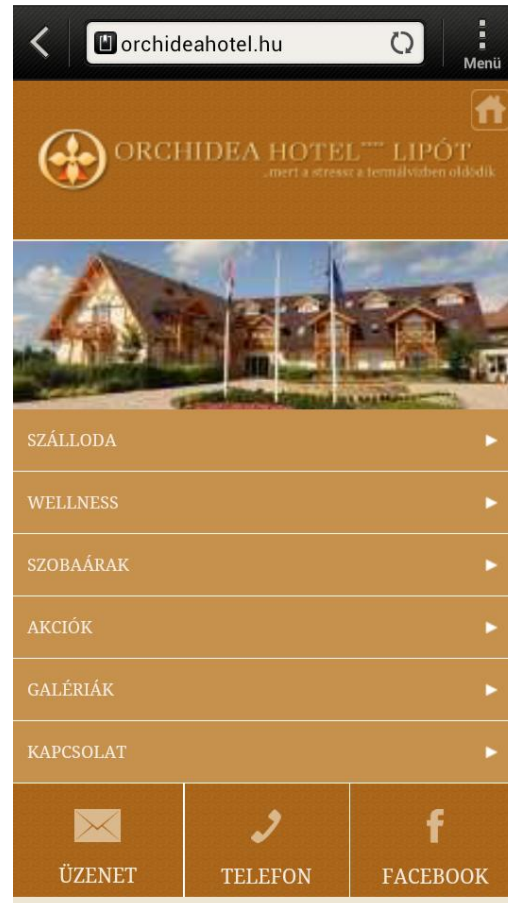 orchideahotel.hu
Menü
ORCHIDEA HOTEL**** LIPÓT
...mert a stressz a termálvízben oldódik
SZÁLLODA
WELLNESS
SZOBAÁRAK
AKCIÓK
GALÉRIÁK
KAPCSOLAT
ÜZENET
TELEFON
FACEBOOK